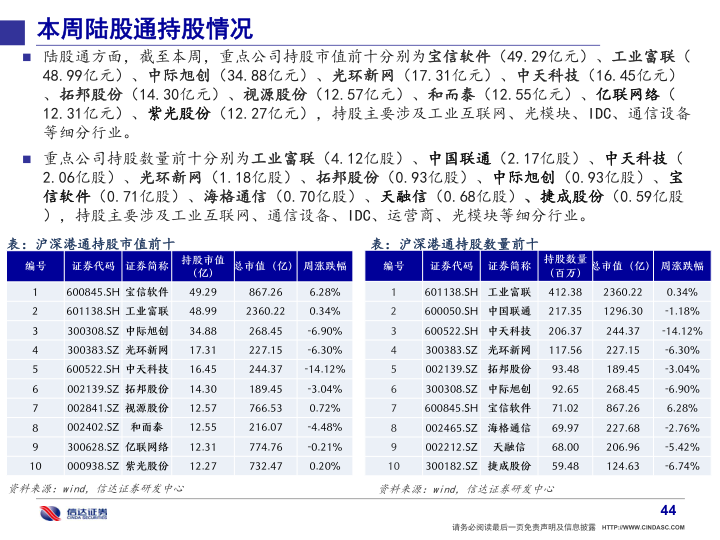 本周陆股通持股情况
陆股通方面，截至本周，重点公司持股市值前十分别为宝信软件（49.29亿元）、工业富联（
48.99亿元）、中际旭创（34.88亿元）、光环新网（17.31亿元）、中天科技（16.45亿元）
、拓邦股份（14.30亿元）、视源股份（12.57亿元）、和而泰（12.55亿元）、亿联网络（
12.31亿元）、紫光股份（12.27亿元），持股主要涉及工业互联网、光模块、IDC、通信设备
等细分行业。
重点公司持股数量前十分别为工业富联（4.12亿股）、中国联通（2.17亿股）、中天科技（
2.06亿股）、光环新网（1.18亿股）、拓邦股份（0.93亿股）、中际旭创（0.93亿股）、宝
信软件（0.71亿股）、海格通信（0.70亿股）、天融信（0.68亿股）、捷成股份（0.59亿股
），持股主要涉及工业互联网、通信设备、IDC、运营商、光模块等细分行业。
表：沪深港通持股市值前十
编号 证券代码 证券简称 持股市值（亿） 总市值（亿） 周涨跌幅
1 600845.SH 宝信软件 49.29 867.26 6.28%
2 601138.SH 工业富联 48.99 2360.22 0.34%
3 300308.SZ 中际旭创 34.88 268.45 -6.90%
4 300383.SZ 光环新网 17.31 227.15 -6.30%
5 600522.SH 中天科技 16.45 244.37 -14.12%
6 002139.SZ 拓邦股份 14.30 189.45 -3.04%
7 002841.SZ 视源股份 12.57 766.53 0.72%
8 002402.SZ 和而泰 12.55 216.07 -4.48%
9 300628.SZ 亿联网络 12.31 774.76 -0.21%
10 000938.SZ 紫光股份 12.27 732.47 0.20%
资料来源：wind，信达证券研发中心
表：沪深港通持股数量前十
编号 证券代码 证券简称 持股数量（百万） 总市值（亿） 周涨跌幅
1 601138.SH 工业富联 412.38 2360.22 0.34%
2 600050.SH 中国联通 217.35 1296.30 -1.18%
3 600522.SH 中天科技 206.37 244.37 -14.12%
4 300383.SZ 光环新网 117.56 227.15 -6.30%
5 002139.SZ 拓邦股份 93.48 189.45 -3.04%
6 300308.SZ 中际旭创 92.65 268.45 -6.90%
7 600845.SH 宝信软件 71.02 867.26 6.28%
8 002465.SZ 海格通信 69.97 227.68 -2.76%
9 002212.SZ 天融信 68.00 206.96 -5.42%
10 300182.SZ 捷成股份 59.48 124.63 -6.74%
资料来源：wind，信达证券研发中心
信达证券
CINDA SECURITIES
44
请务必阅读最后一页免责声明及信息披露 HTTP://WWW.CINDASC.COM